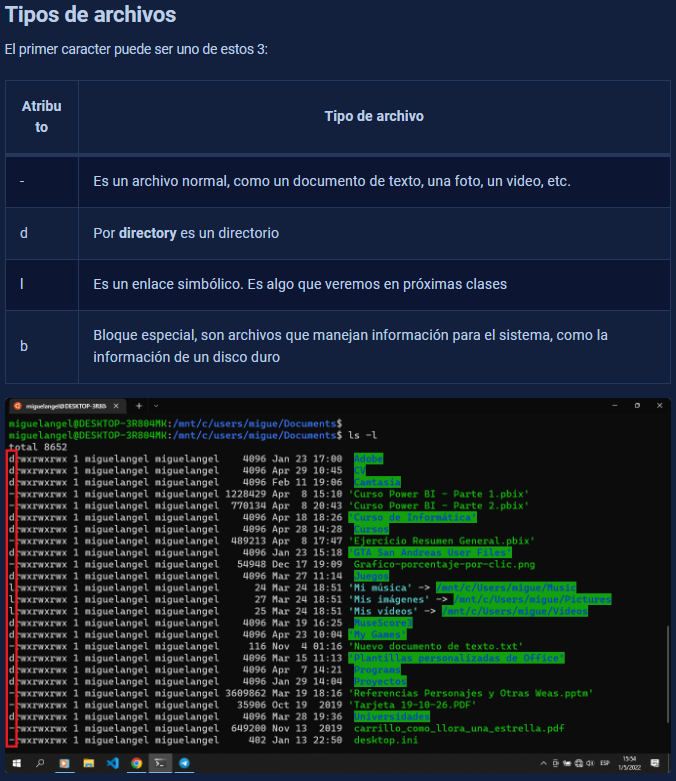 Tipos de archivos
El primer caracter puede ser uno de estos 3:
Atribu
to
Tipo de archivo
- Es un archivo normal, como un documento de texto, una foto, un video, etc.
d Por directory es un directorio
l Es un enlace simbólico. Es algo que veremos en próximas clases
b Bloque especial, son archivos que manejan información para el sistema, como la
información de un disco duro
miguelangel@DESKTOP-3R80
miguelangel@DESKTOP-3R804MK:/mnt/c/users/migue/Documents$
miguelangel@DESKTOP-3R804MK:/mnt/c/users/migue/Documents$ ls -l
total 8652
drwxrwxrwx 1 miguelangel miguelangel 4096 Jan 23 17:00 Adobe
drwxrwxrwx 1 miguelangel miguelangel 4096 Apr 29 10:45 CV
drwxrwxrwx 1 miguelangel miguelangel 4096 Feb 11 19:06 Camtasia
-rwxrwxrwx 1 miguelangel miguelangel 1228429 Apr 8 15:10 'Curso Power BI - Parte 1.pbix'
-rwxrwxrwx 1 miguelangel miguelangel 770134 Apr 8 20:43 'Curso Power BI - Parte 2.pbix'
drwxrwxrwx 1 miguelangel miguelangel 4096 Apr 18 18:26 'Curso de Informática'
drwxrwxrwx 1 miguelangel miguelangel 4096 Apr 28 14:28 Cursos
-rwxrwxrwx 1 miguelangel miguelangel 489213 Apr 8 17:47 'Ejercicio Resumen General.pbix'
drwxrwxrwx 1 miguelangel miguelangel 4096 Jan 23 15:18 'GTA San Andreas User Files'
-rwxrwxrwx 1 miguelangel miguelangel 54948 Dec 17 19:09 Grafico-porcentaje-por-clic.png
drwxrwxrwx 1 miguelangel miguelangel 4096 Mar 27 11:14 Juegos
lrwxrwxrwx 1 miguelangel miguelangel 24 Mar 24 18:51 'Mi música' -> /mnt/c/Users/migue/Music
lrwxrwxrwx 1 miguelangel miguelangel 27 Mar 24 18:51 'Mis imágenes' -> /mnt/c/Users/migue/Pictures
lrwxrwxrwx 1 miguelangel miguelangel 25 Mar 24 18:51 'Mis vídeos' -> /mnt/c/Users/migue/Videos
drwxrwxrwx 1 miguelangel miguelangel 4096 Mar 19 16:25 MuseScore3
drwxrwxrwx 1 miguelangel miguelangel 4096 Apr 23 10:04 'My Games'
-rwxrwxrwx 1 miguelangel miguelangel 116 Nov 4 01:16 'Nuevo documento de texto.txt'
drwxrwxrwx 1 miguelangel miguelangel 4096 Mar 15 11:13 'Plantillas personalizadas de Office'
drwxrwxrwx 1 miguelangel miguelangel 4096 Apr 7 14:21 Programs
drwxrwxrwx 1 miguelangel miguelangel 4096 Jan 29 14:04 Proyectos
-rwxrwxrwx 1 miguelangel miguelangel 3609862 Mar 19 18:16 'Referencias Personajes y Otras Weas.pptm'
-rwxrwxrwx 1 miguelangel miguelangel 35906 Oct 19 2019 'Tarjeta 19-10-26.PDF'
drwxrwxrwx 1 miguelangel miguelangel 4096 Mar 28 19:36 Universidades
-rwxrwxrwx 1 miguelangel miguelangel 649200 Nov 13 2019 carrillo_como_llora_una_estrella.pdf
-rwxrwxrwx 1 miguelangel miguelangel 402 Jan 13 22:50 desktop.ini
ESP
15:54
1/5/2022